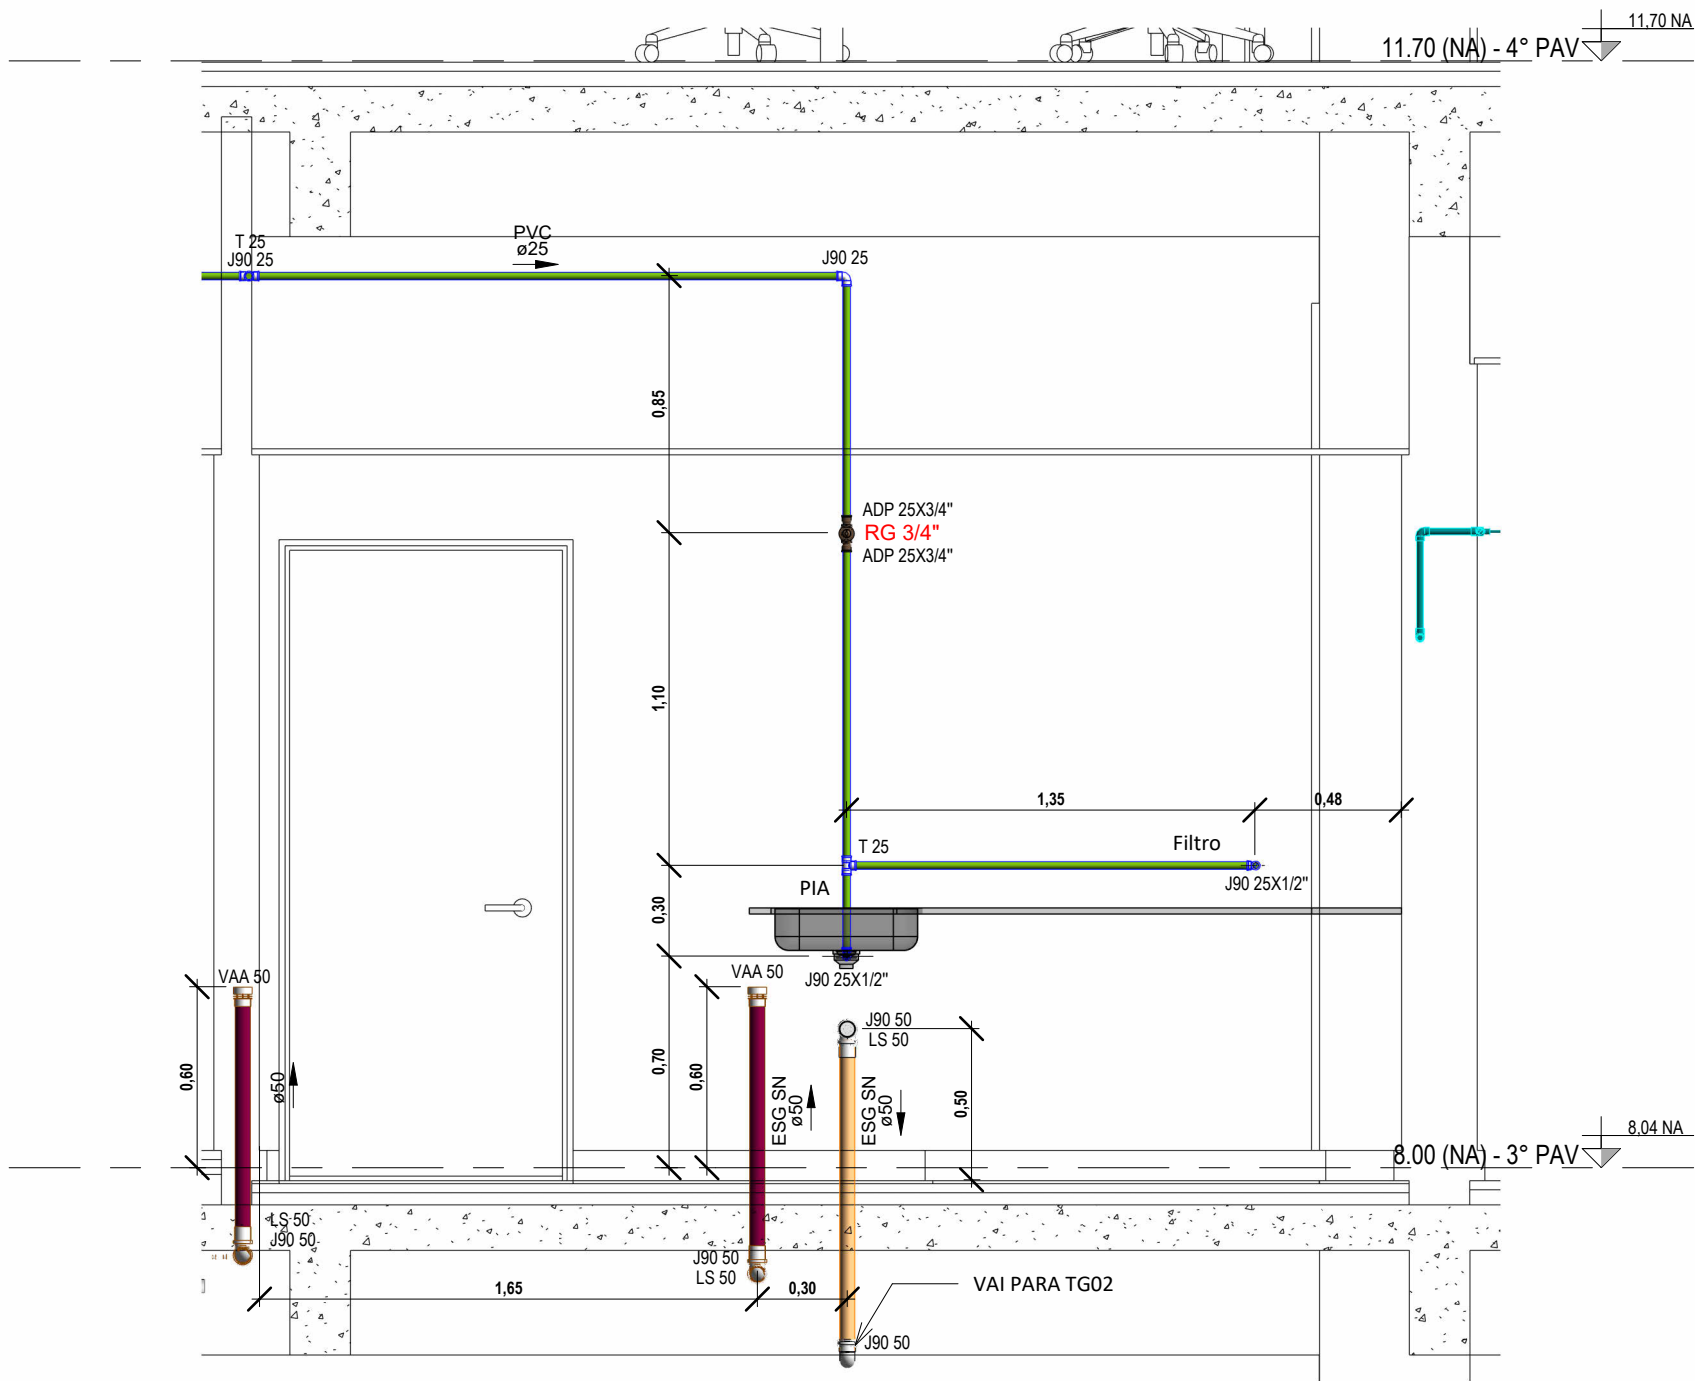 11,70 NA
11.70 (NA) - 4° PAV
T 25
J90 25
PVC
ø25
J90 25
0,85
ADP 25X3/4"
RG 3/4"
ADP 25X3/4"
1,10
1,35
0,48
T 25
Filtro
J90 25X1/2"
PIA
0,30
J90 25X1/2"
VAA 50
VAA 50
J90 50
LS 50
0,60
ø50
0,70
0,60
ESG SN
ø50
ESG SN
ø50
0,50
8,04 NA
8.00 (NA) - 3° PAV
LS 50
J90 50
J90 50
LS 50
1,65
0,30
VAI PARA TG02
J90 50